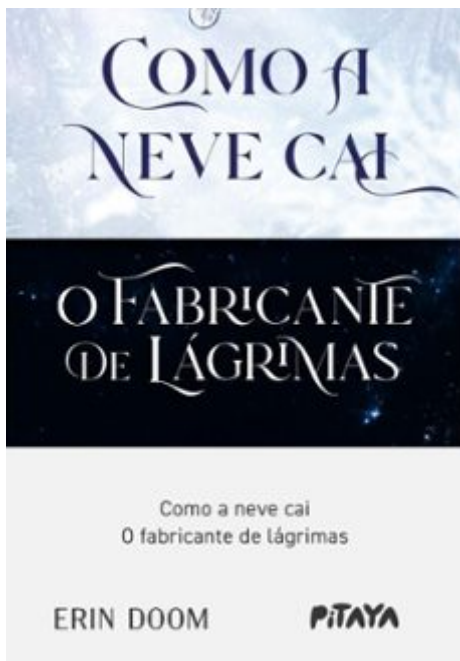 COMO A
NEVE CAI
O FABRICANTE
DE LÁGRIMAS
Como a neve cai
O fabricante de lágrimas
ERIN DOOM PiTAYA